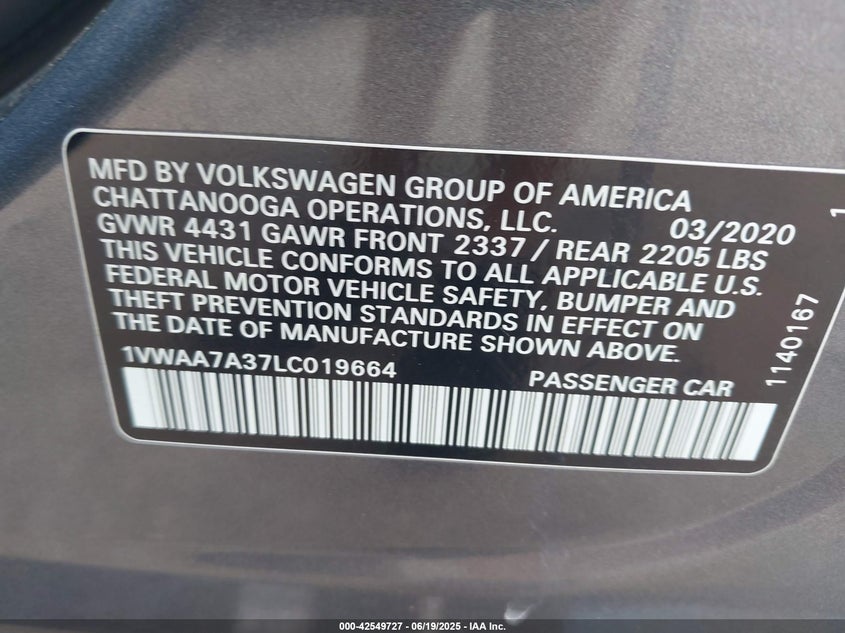 MFD BY VOLKSWAGEN GROUP OF AMERICA
CHATTANOOGA OPERATIONS, LLC. 03/2020
GVWR 4431 GAWR FRONT 2337 / REAR 2205 LBS
THIS VEHICLE CONFORMS TO ALL APPLICABLE U.S.
FEDERAL MOTOR VEHICLE SAFETY, BUMPER AND
THEFT PREVENTION STANDARDS IN EFFECT ON
THE DATE OF MANUFACTURE SHOWN ABOVE.
1VWAA7A37LC019664 PASSENGER CAR
1140167
1
000-42549727 - 06/19/2025 - IAA Inc.